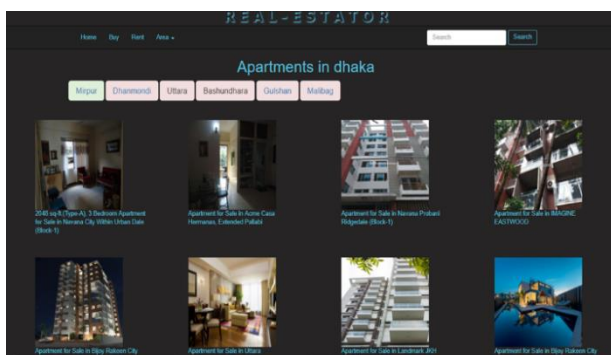 REAL-ESTATOR
Home Buy Rent Area Search Search
Apartments in dhaka
Mirpur Dhanmondi Uttara Bashundhara Gulshan Malibag
2040 sq-ft (Type-A), 3 Bedroom Apartment
for Sale in Navana City Within Urban Dale
(Block-1)
Apartment for Sale in Acme Casa
Hermanas, Extended Pallabi
Apartment for Sale in Navana Probani
Ridgedale (Block-1)
Apartment for Sale in IMAGINE
EASTWOOD
Apartment for Sale in Bijoy Rakeen City
Apartment for Sale in Uttara
Apartment for Sale in Landmark JKH
Apartment for Sale in Bijoy Rakeen City